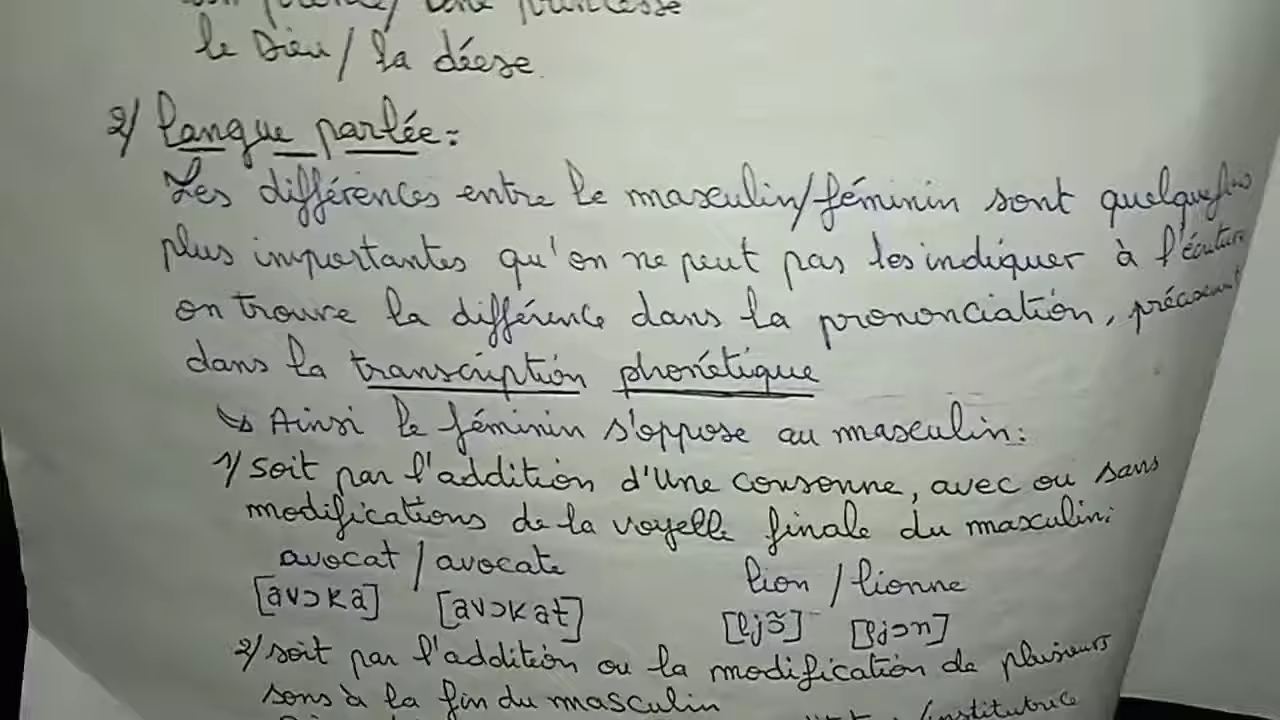 une princesse
le Dieu / la déese
2/ Langue parlée:
Les différences entre le masculin/féminin sont quelquefois
plus importantes qu'on ne peut pas les indiquer à l'écriture
on trouve la différence dans la prononciation,
dans la transcription phonétique
↳ Ainsi le féminin s'oppose au masculin:
1/ soit par l'addition d'une consonne, avec ou sans
modifications de la voyelle finale du masculin:
avocat / avocate lion / lionne
[avɔka] [avɔkat] [ljɔ̃] [ljɔn]
2/ soit par l'addition ou la modification de plusieurs
sons à la fin du masculin
/institutrice